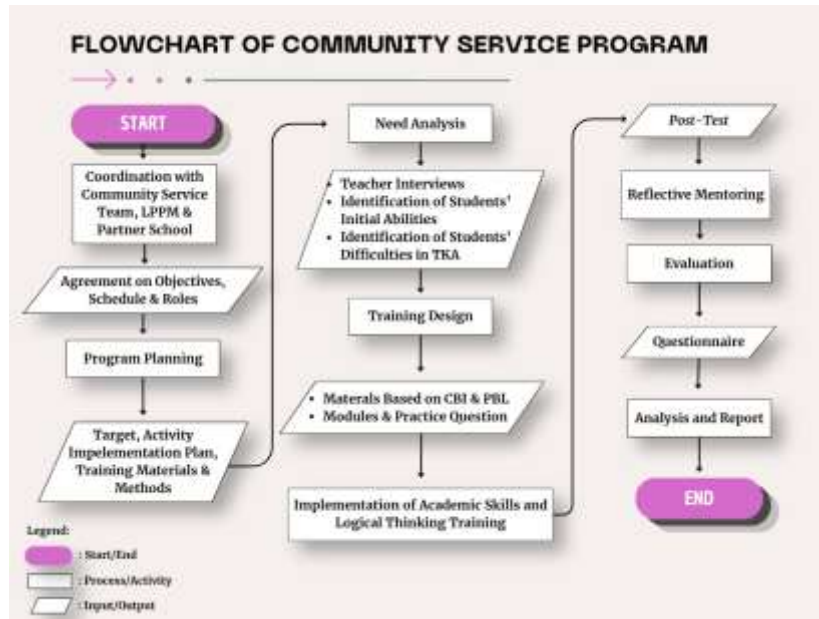 FLOWCHART OF COMMUNITY SERVICE PROGRAM
START
Coordination with
Community Service
Team, LPPM &
Partner School
Agreement on Objectives,
Schedule & Roles
Program Planning
Target, Activity
Impelementation Plan,
Training Materials &
Methods
Need Analysis
• Teacher Interviews
• Identification of Students'
Initial Abilities
• Identification of Students'
Difficulties in TKA
Training Design
• Materals Based on CBI & PBL
• Modules & Practice Question
Implementation of Academic Skills and
Logical Thinking Training
Post-Test
Reflective Mentoring
Evaluation
Questionnaire
Analysis and Report
END
Legend:
: Start/End
: Process/Activity
: Input/Output